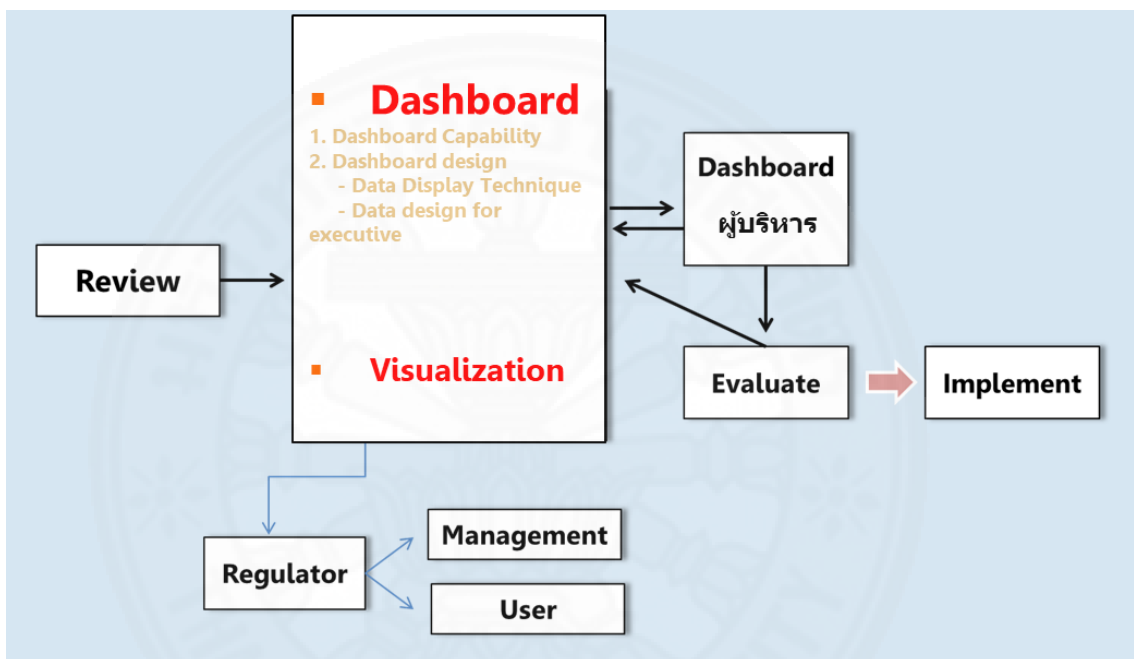 ▪ Dashboard
1. Dashboard Capability
2. Dashboard design
- Data Display Technique
- Data design for
executive
▪ Visualization
Review
Dashboard
ผู้บริหาร
Evaluate
Implement
Regulator
Management
User